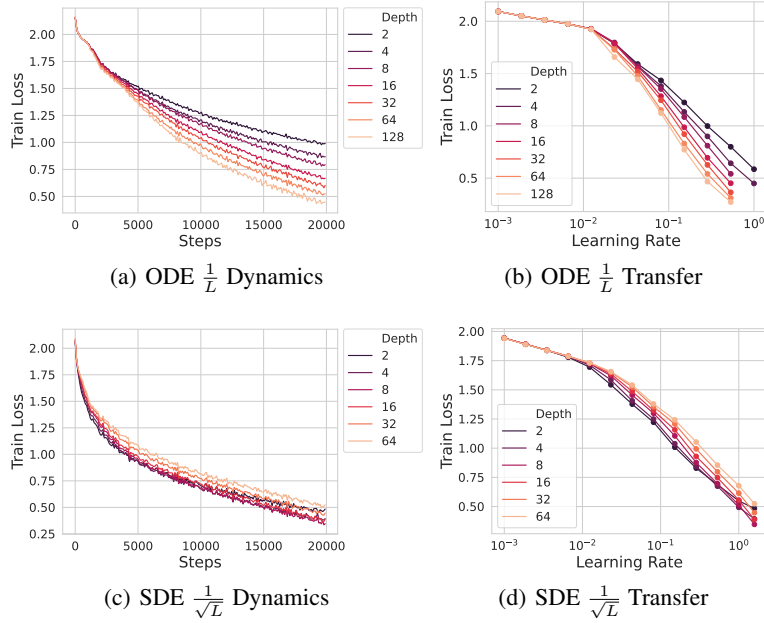 Train Loss
2.00
1.75
1.50
1.25
1.00
0.75
0.50
0 5000 10000 15000 20000
Steps
Depth
2
4
8
16
32
64
128
(a) ODE 1/L Dynamics
Train Loss
2.0
1.5
1.0
0.5
Depth
2
4
8
16
32
64
128
10⁻³ 10⁻² 10⁻¹ 10⁰
Learning Rate
(b) ODE 1/L Transfer
Train Loss
2.00
1.75
1.50
1.25
1.00
0.75
0.50
0.25
0 5000 10000 15000 20000
Steps
Depth
2
4
8
16
32
64
(c) SDE 1/√L Dynamics
Train Loss
2.00
1.75
1.50
1.25
1.00
0.75
0.50
Depth
2
4
8
16
32
64
10⁻³ 10⁻² 10⁻¹ 10⁰
Learning Rate
(d) SDE 1/√L Transfer